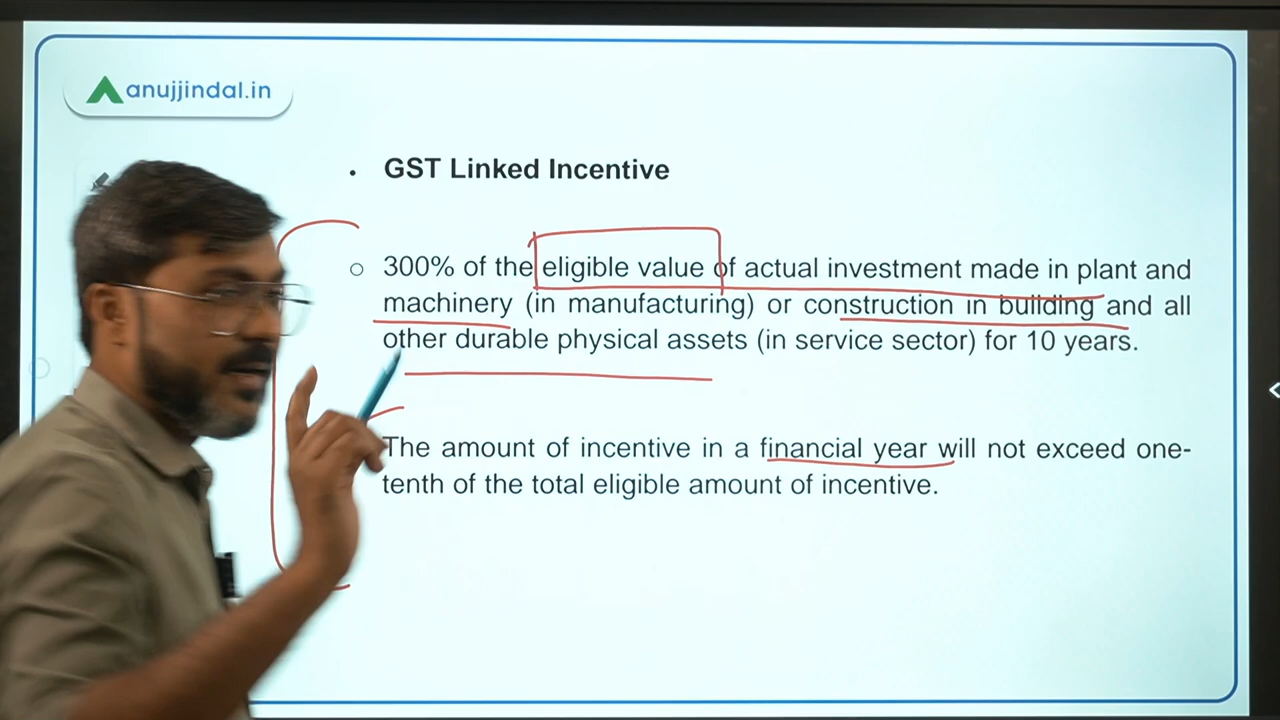 anujjindal.in
• GST Linked Incentive
○ 300% of the eligible value of actual investment made in plant and
machinery (in manufacturing) or construction in building and all
other durable physical assets (in service sector) for 10 years.
The amount of incentive in a financial year will not exceed one-
tenth of the total eligible amount of incentive.